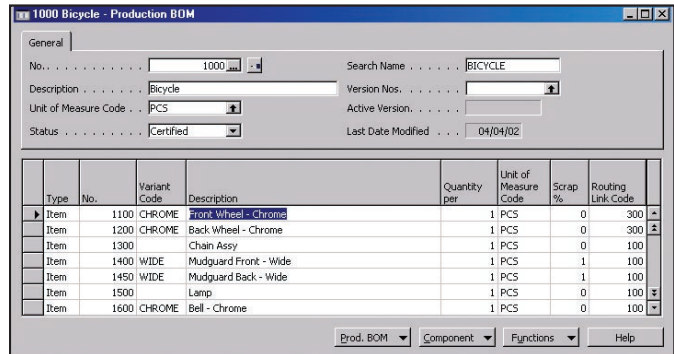 1000 Bicycle - Production BOM
General
No. . . . . . . . . . . . 1000 ... Search Name . . . . . . BICYCLE
Description . . . . . . . Bicycle Version Nos. . . . . . .
Unit of Measure Code . . PCS Active Version. . . . . .
Status . . . . . . . . . Certified Last Date Modified . . . 04/04/02
Type No. Variant Code Description Quantity per Unit of Measure Code Scrap % Routing Link Code
Item 1100 CHROME Front Wheel - Chrome 1 PCS 0 300
Item 1200 CHROME Back Wheel - Chrome 1 PCS 0 300
Item 1300 Chain Assy 1 PCS 0 100
Item 1400 WIDE Mudguard Front - Wide 1 PCS 1 100
Item 1450 WIDE Mudguard Back - Wide 1 PCS 1 100
Item 1500 Lamp 1 PCS 0 100
Item 1600 CHROME Bell - Chrome 1 PCS 0 100
Prod. BOM Component Functions Help